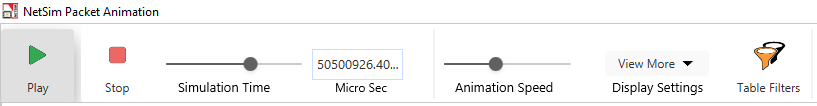 NetSim Packet Animation
50500926.40...
View More
Play
Stop
Simulation Time
Micro Sec
Animation Speed
Display Settings
Table Filters